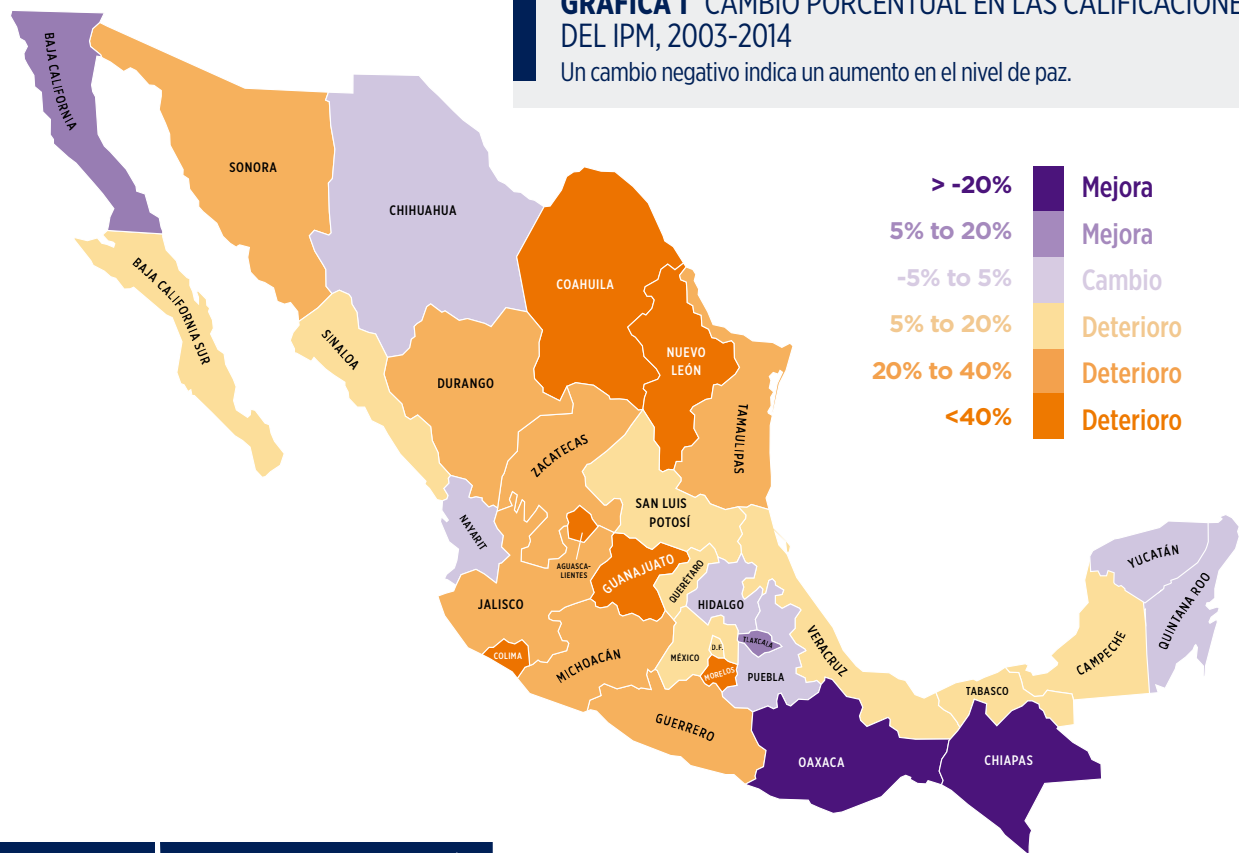 GRÁFICA 1 CAMBIO PORCENTUAL EN LAS CALIFICACIONE
DEL IPM, 2003-2014
Un cambio negativo indica un aumento en el nivel de paz.
> -20% Mejora
5% to 20% Mejora
-5% to 5% Cambio
5% to 20% Deterioro
20% to 40% Deterioro
<40% Deterioro
BAJA CALIFORNIA
SONORA
CHIHUAHUA
COAHUILA
BAJA CALIFORNIA SUR
SINALOA
NUEVO
LEÓN
DURANGO
TAMAULIPAS
ZACATECAS
SAN LUIS
POTOSÍ
NAYARIT
AGUASCA-
LIENTES
GUANAJUATO
QUERÉTARO
HIDALGO
JALISCO
YUCATÁN
QUINTANA ROO
CAMPECHE
VERACRUZ
TLAXCALA
D.F.
MÉXICO
COLIMA
MICHOACÁN
MORELOS
PUEBLA
TABASCO
GUERRERO
OAXACA
CHIAPAS